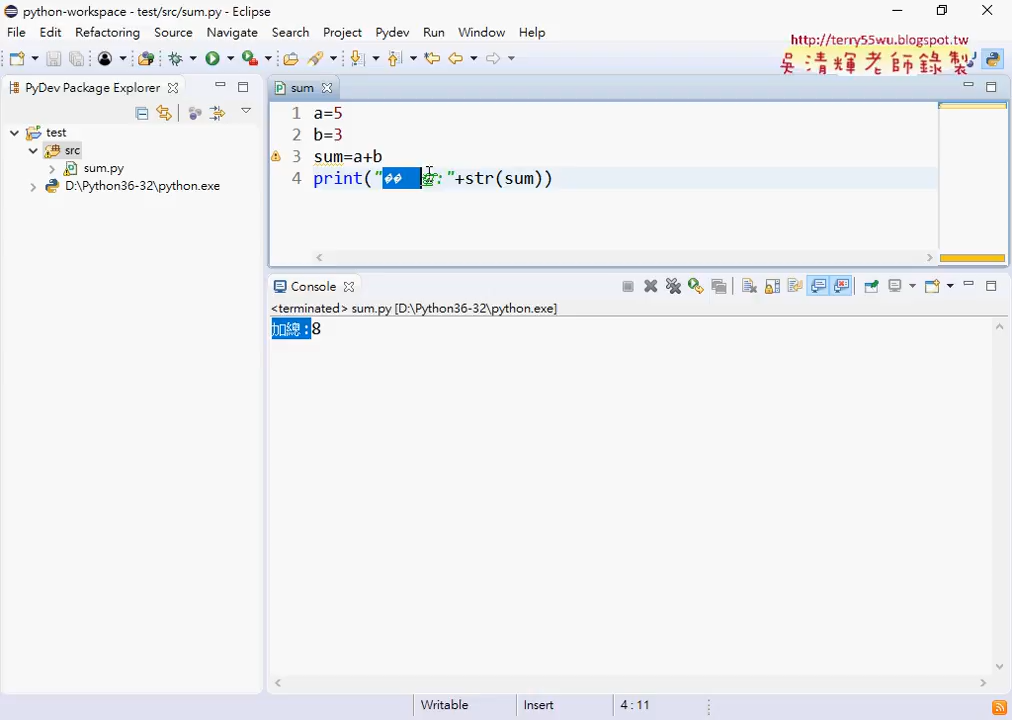 python-workspace - test/src/sum.py - Eclipse
File Edit Refactoring Source Navigate Search Project Pydev Run Window Help
http://terry55wu.blogspot.tw
吳清輝老師錄製
PyDev Package Explorer
sum
test
src
sum.py
D:\Python36-32\python.exe
1 a=5
2 b=3
3 sum=a+b
4 print("�� :"+str(sum))
Console
<terminated> sum.py [D:\Python36-32\python.exe]
加總:8
Writable Insert 4 : 11